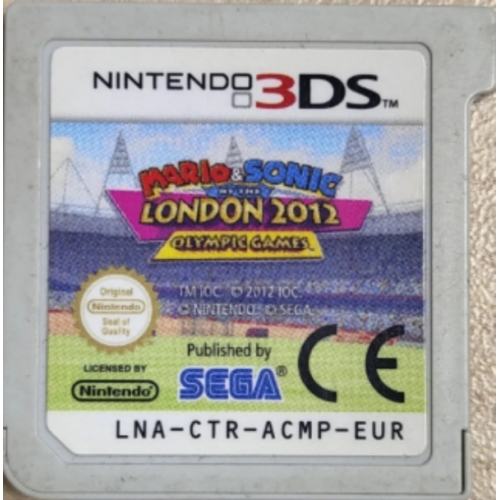 NINTENDO 3DS™
MARIO & SONIC
AT THE
LONDON 2012
OLYMPIC GAMES
TM IOC. © 2012 IOC.
© NINTENDO. © SEGA.
Original
Nintendo
Seal of
Quality
Published by
LICENSED BY
Nintendo
SEGA®
CE
LNA-CTR-ACMP-EUR